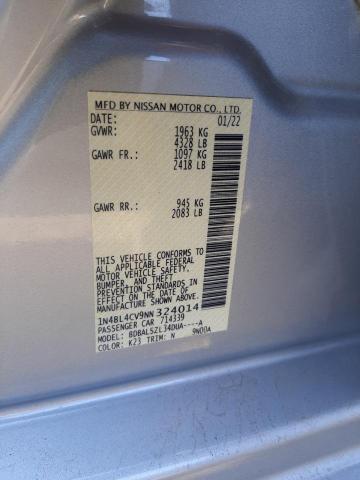 MFD BY NISSAN MOTOR CO., LTD.
DATE: 01/22
GVWR: 1963 KG
4328 LB
GAWR FR.: 1097 KG
2418 LB
GAWR RR.: 945 KG
2083 LB
THIS VEHICLE CONFORMS TO
ALL APPLICABLE FEDERAL
MOTOR VEHICLE SAFETY,
BUMPER, AND THEFT
PREVENTION STANDARDS IN
EFFECT ON THE DATE OF
MANUFACTURE SHOWN ABOVE.
1N4BL4CV9NN324014
PASSENGER CAR 714339
MODEL: BDBALSZL34DUA----A
COLOR: K23 TRIM: N 9N00A